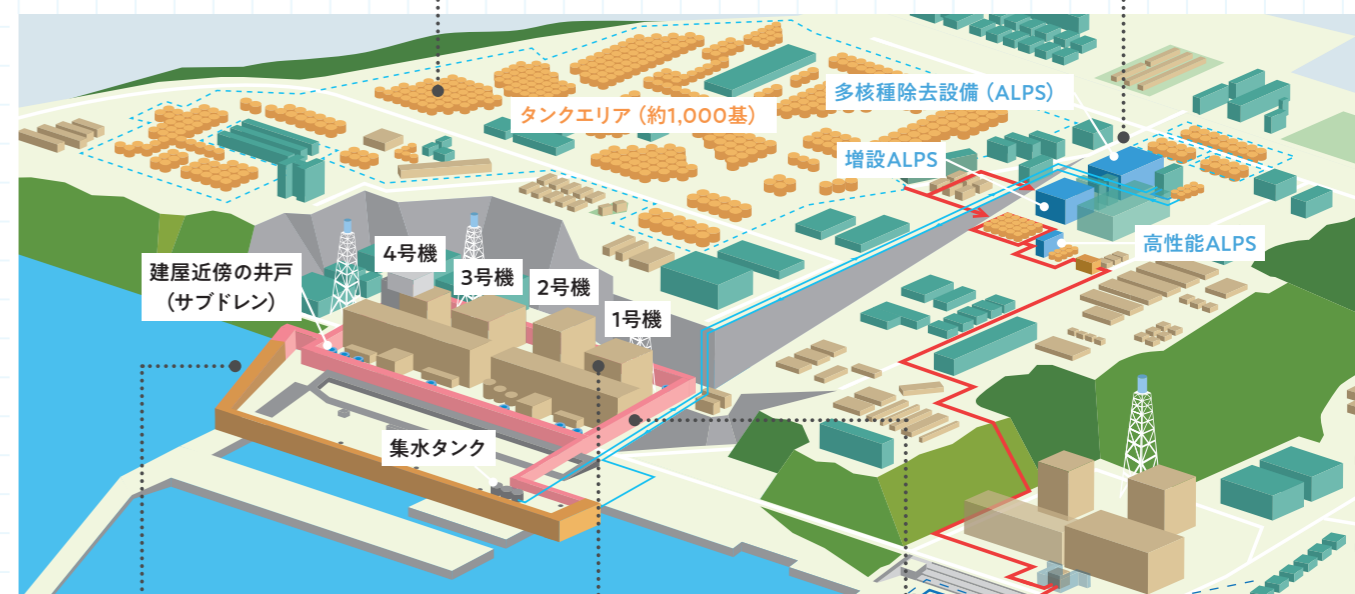 タンクエリア（約1,000基）
多核種除去設備（ALPS）
増設ALPS
高性能ALPS
建屋近傍の井戸
（サブドレン）
4号機
3号機
2号機
1号機
集水タンク